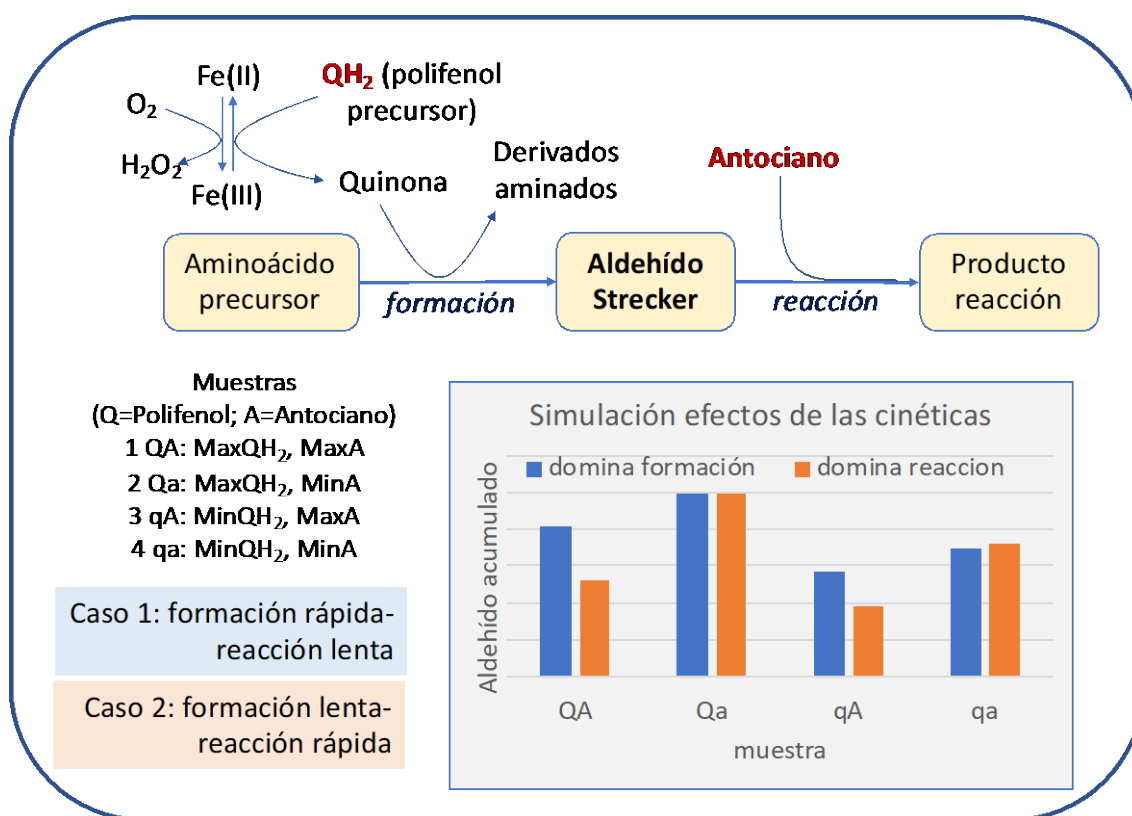 Fe(II)
QH₂ (polifenol
precursor)
O₂
H₂O₂
Fe(III)
Quinona
Derivados
aminados
Antociano
Aminoácido
precursor
formación
Aldehído
Strecker
reacción
Producto
reacción
Muestras
(Q=Polifenol; A=Antociano)
1 QA: MaxQH₂, MaxA
2 Qa: MaxQH₂, MinA
3 qA: MinQH₂, MaxA
4 qa: MinQH₂, MinA
Caso 1: formación rápida-
reacción lenta
Caso 2: formación lenta-
reacción rápida
Simulación efectos de las cinéticas
domina formación domina reaccion
Aldehído acumulado
QA Qa qA qa
muestra